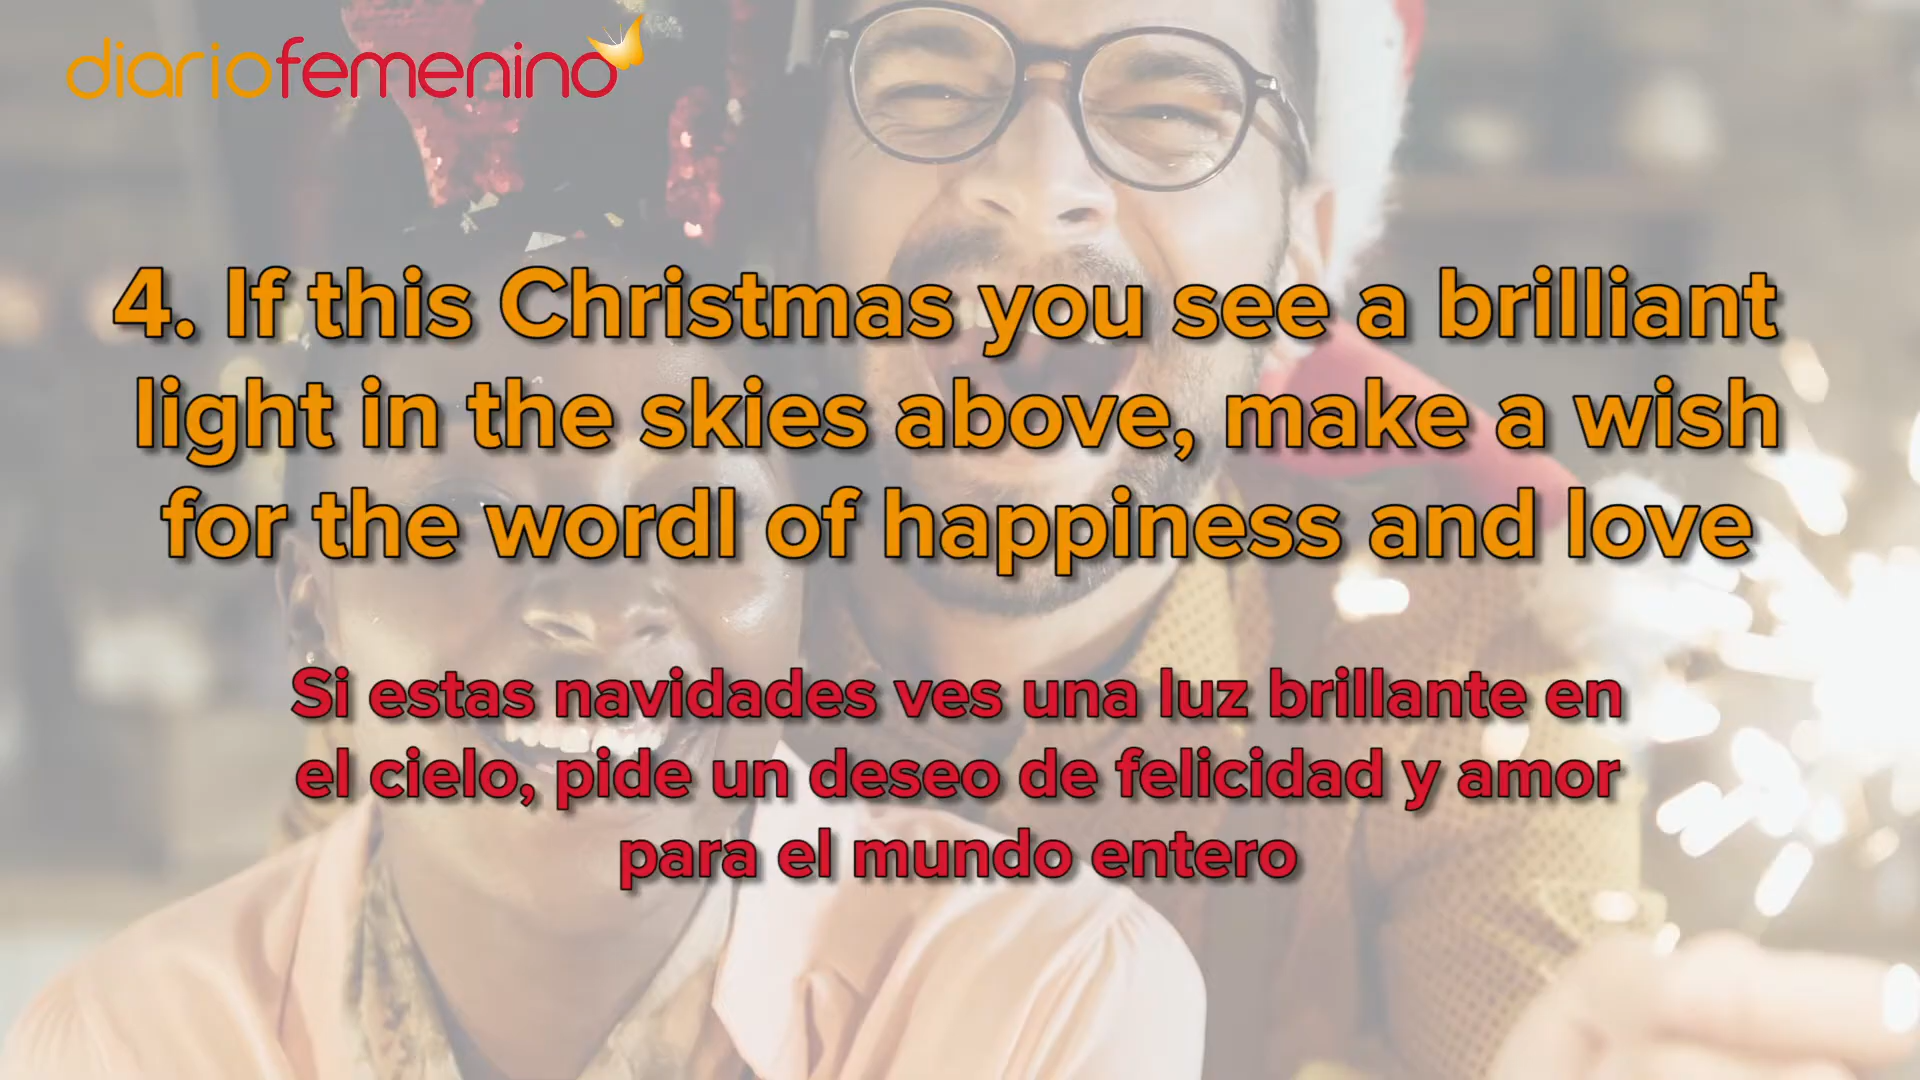 diariofemenino
4. If this Christmas you see a brilliant
light in the skies above, make a wish
for the wordl of happiness and love
Si estas navidades ves una luz brillante en
el cielo, pide un deseo de felicidad y amor
para el mundo entero